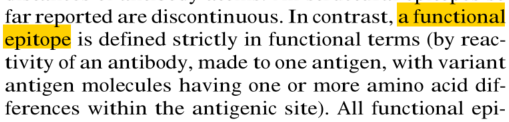 far reported are discontinuous. In contrast, a functional
epitope is defined strictly in functional terms (by reac-
tivity of an antibody, made to one antigen, with variant
antigen molecules having one or more amino acid dif-
ferences within the antigenic site). All functional epi-